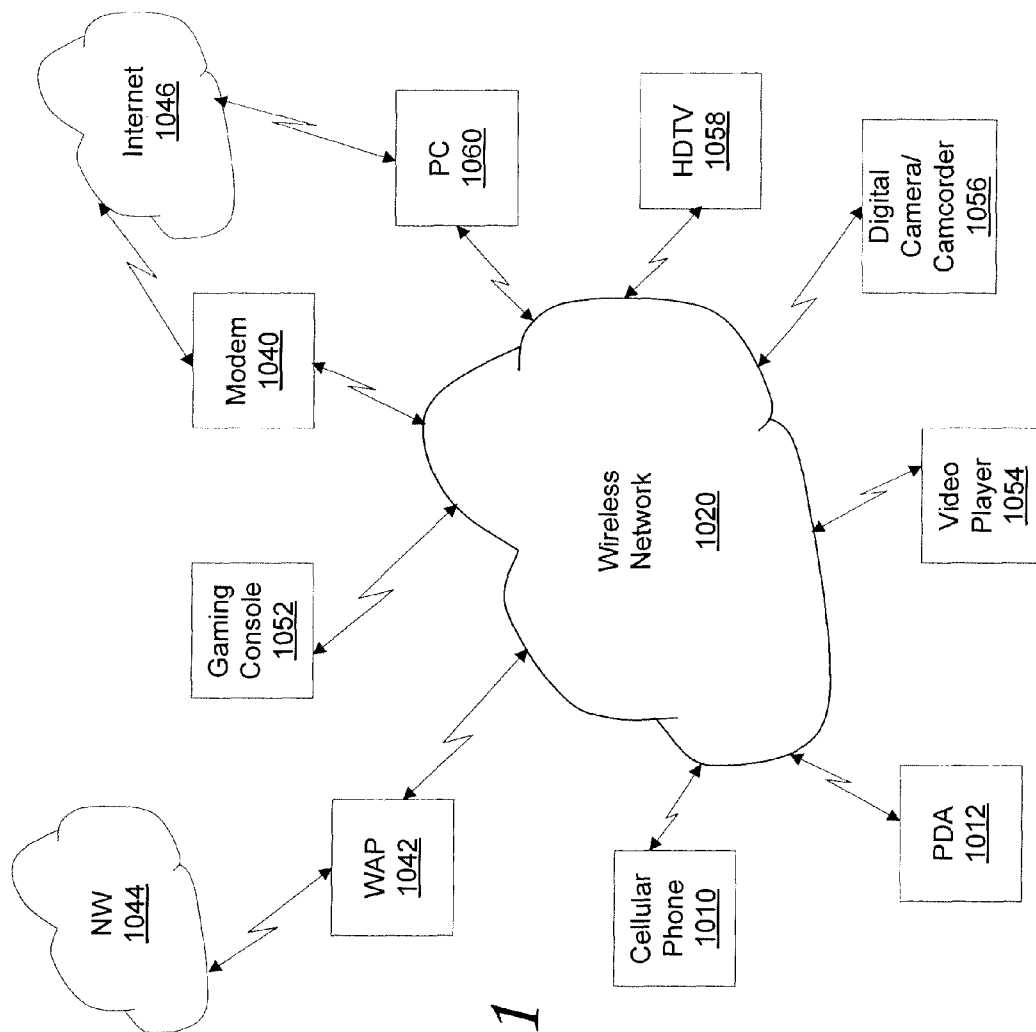 NW
1044
Internet
1046
WAP
1042
Gaming
Console
1052
Modem
1040
PC
1060
Cellular
Phone
1010
Wireless
Network
1020
HDTV
1058
PDA
1012
Video
Player
1054
Digital
Camera/
Camcorder
1056
1